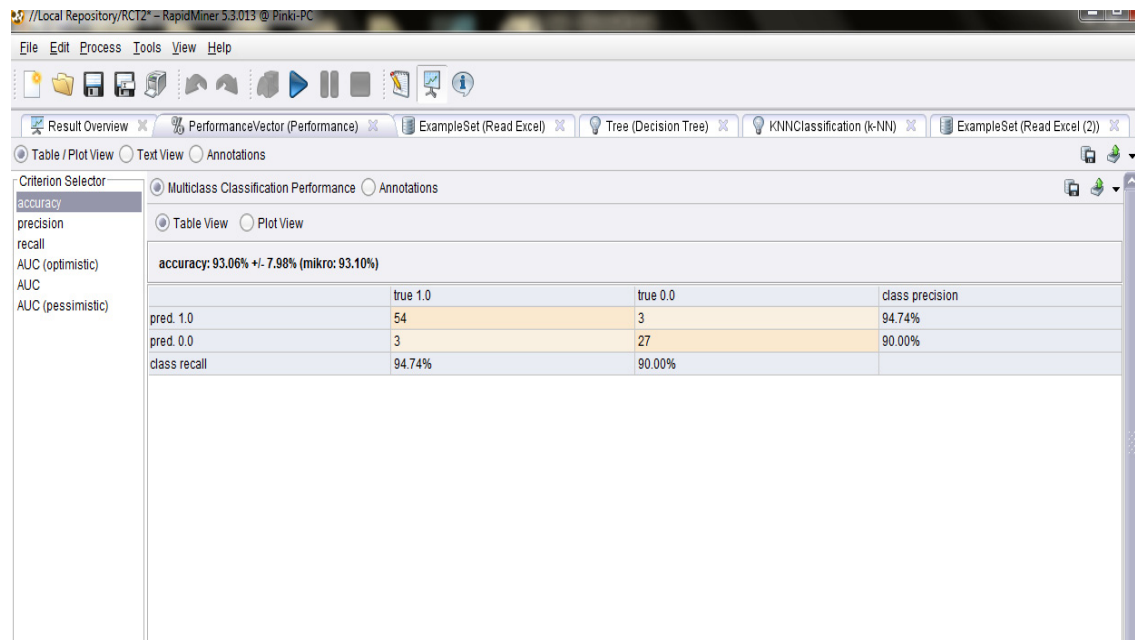 //Local Repository/RCT2* – RapidMiner 5.3.013 @ Pinki-PC
File Edit Process Tools View Help
Result Overview PerformanceVector (Performance) ExampleSet (Read Excel) Tree (Decision Tree) KNNClassification (k-NN) ExampleSet (Read Excel (2))
Table / Plot View Text View Annotations
Criterion Selector
accuracy
precision
recall
AUC (optimistic)
AUC
AUC (pessimistic)
Multiclass Classification Performance Annotations
Table View Plot View
accuracy: 93.06% +/- 7.98% (mikro: 93.10%)
true 1.0 true 0.0 class precision
pred. 1.0 54 3 94.74%
pred. 0.0 3 27 90.00%
class recall 94.74% 90.00%